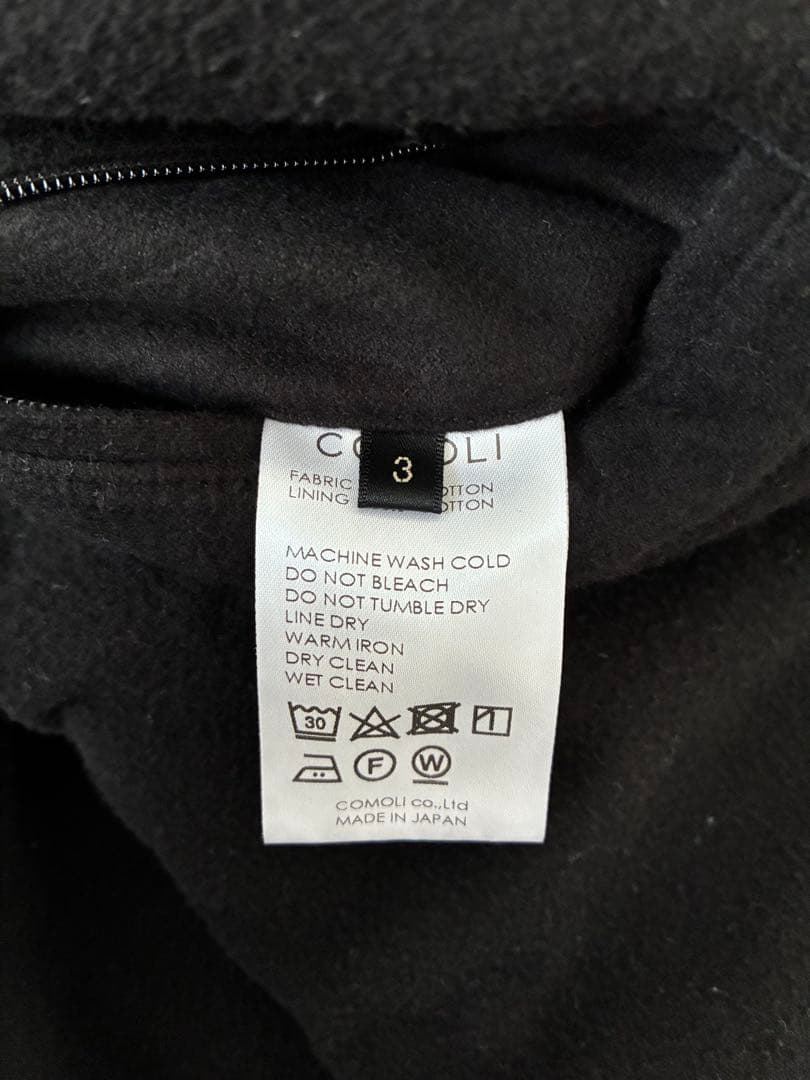 3
FABRIC
LINING
MACHINE WASH COLD
DO NOT BLEACH
DO NOT TUMBLE DRY
LINE DRY
WARM IRON
DRY CLEAN
WET CLEAN
30
F W
COMOLI co.,Ltd
MADE IN JAPAN